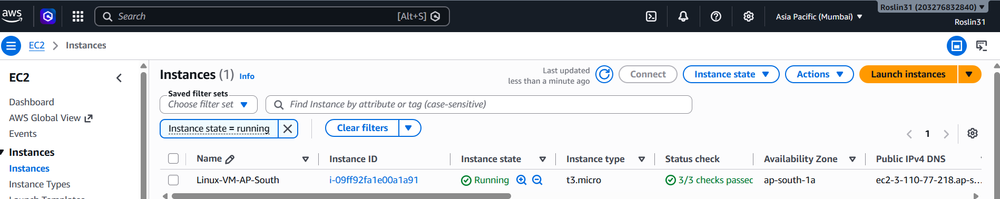 aws
Search [Alt+S]
Asia Pacific (Mumbai)
Roslin31 (203276832840)
Roslin31
EC2 Instances
EC2
Dashboard
AWS Global View
Events
Instances
Instances
Instance Types
Launch Templates
Instances (1) Info
Last updated
less than a minute ago
Connect
Instance state
Actions
Launch instances
Saved filter sets
Choose filter set
Find Instance by attribute or tag (case-sensitive)
Instance state = running
Clear filters
1
Name Instance ID Instance state Instance type Status check Availability Zone Public IPv4 DNS
Linux-VM-AP-South i-09ff92fa1e00a1a91 Running t3.micro 3/3 checks passed ap-south-1a ec2-3-110-77-218.ap-s...